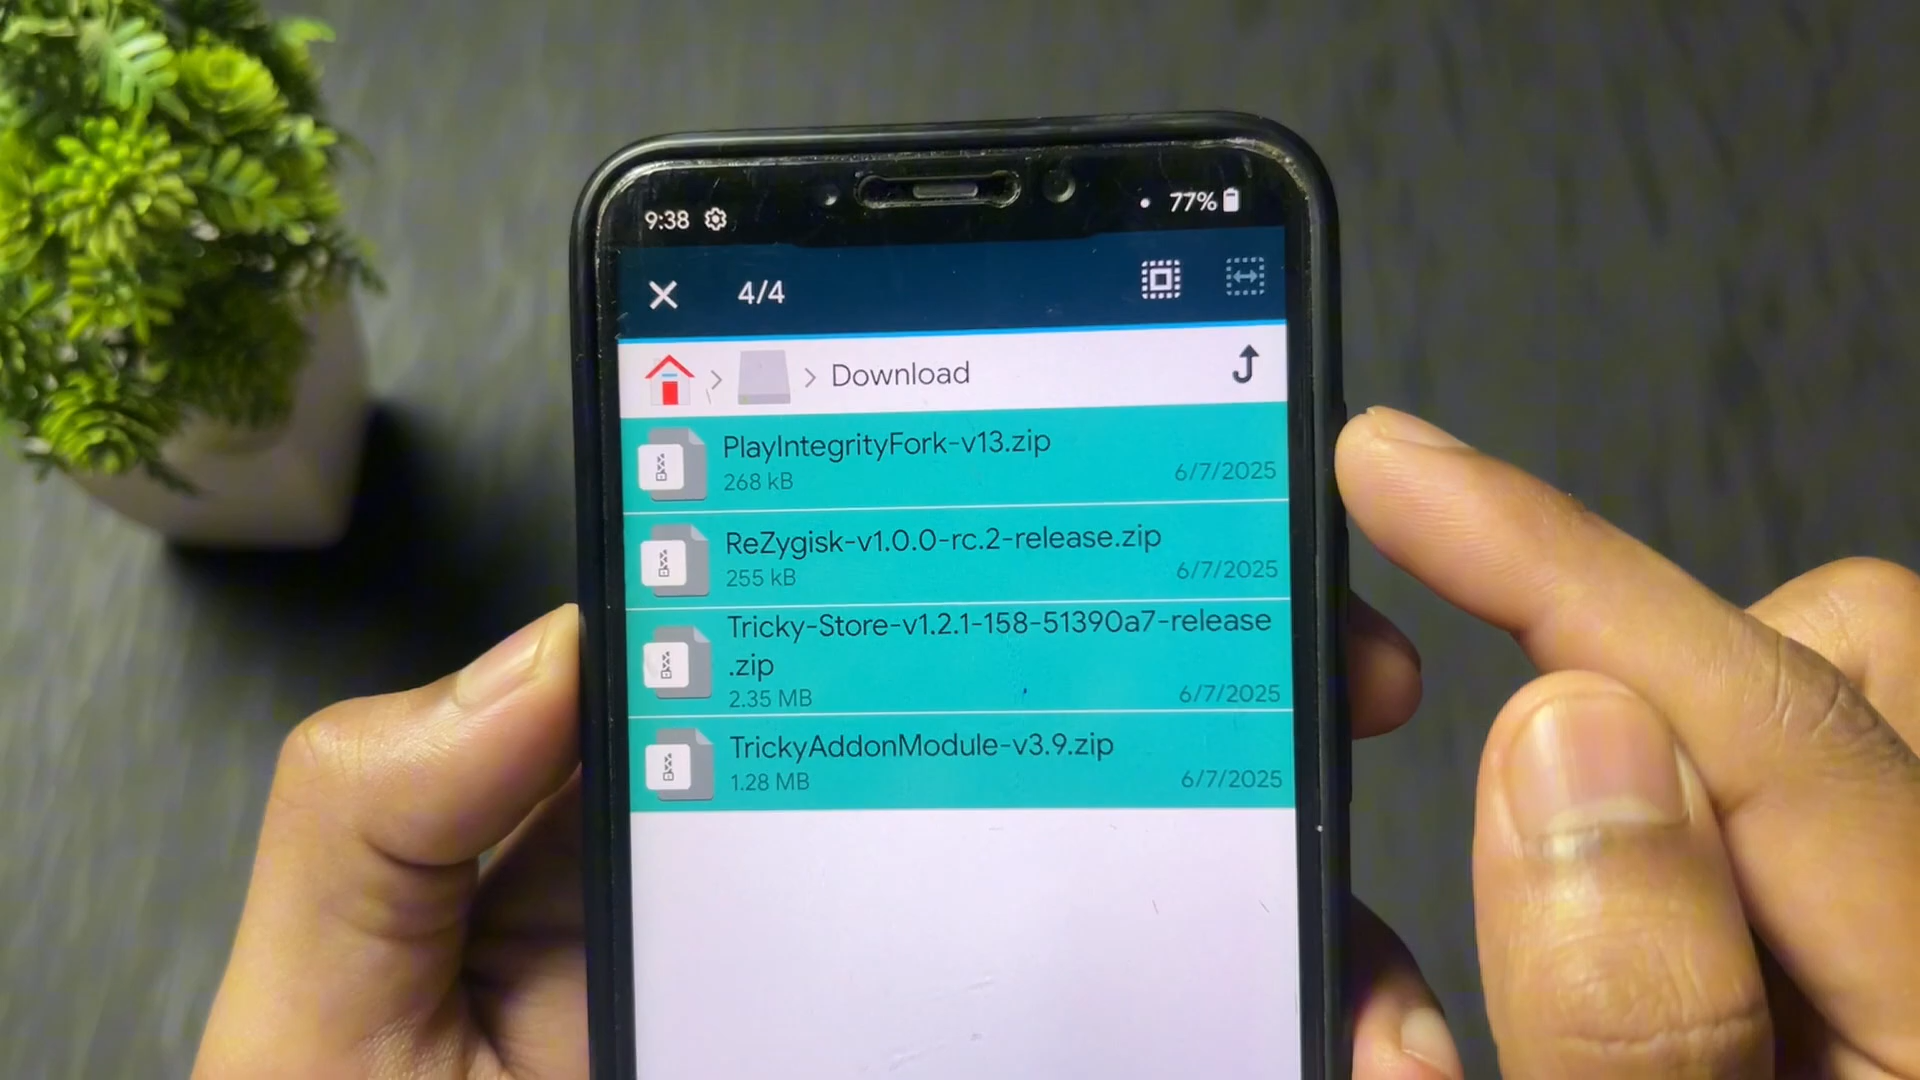 9:38
77%
4/4
Download
PlayIntegrityFork-v13.zip
268 kB
6/7/2025
ReZygisk-v1.0.0-rc.2-release.zip
255 kB
6/7/2025
Tricky-Store-v1.2.1-158-51390a7-release
.zip
2.35 MB
6/7/2025
TrickyAddonModule-v3.9.zip
1.28 MB
6/7/2025